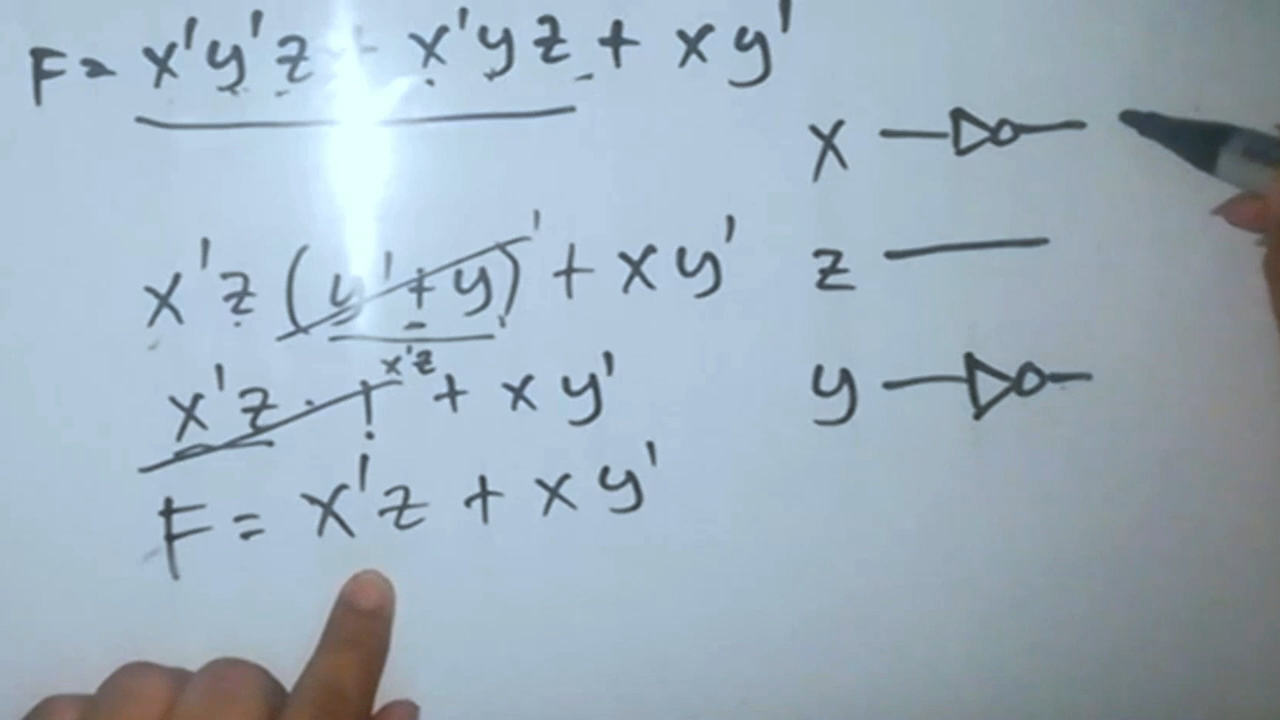 F = x'y'z + x'yz + xy'
x'z (y' + y)' + xy'
x'z
x'z · 1 + xy'
F = x'z + xy'
x
z
y